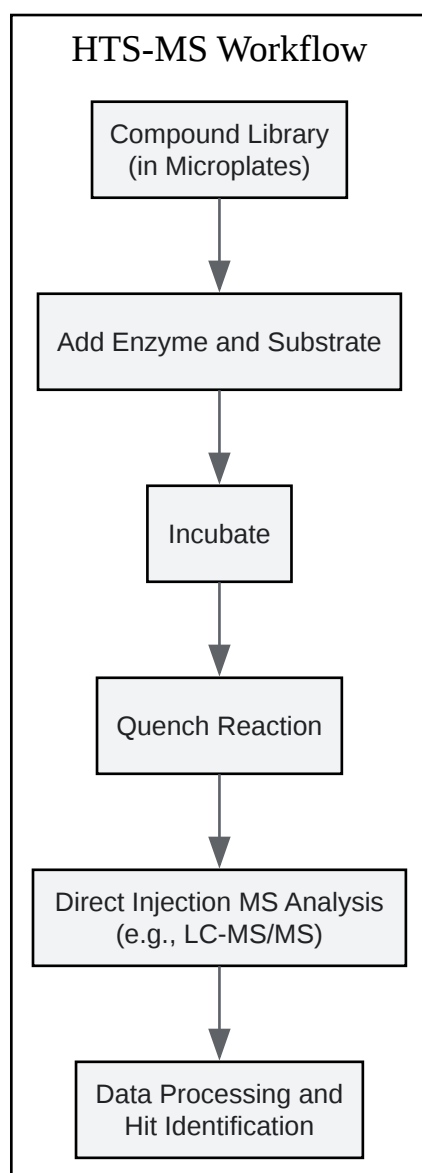 HTS-MS Workflow
Compound Library
(in Microplates)
Add Enzyme and Substrate
Incubate
Quench Reaction
Direct Injection MS Analysis
(e.g., LC-MS/MS)
Data Processing and
Hit Identification